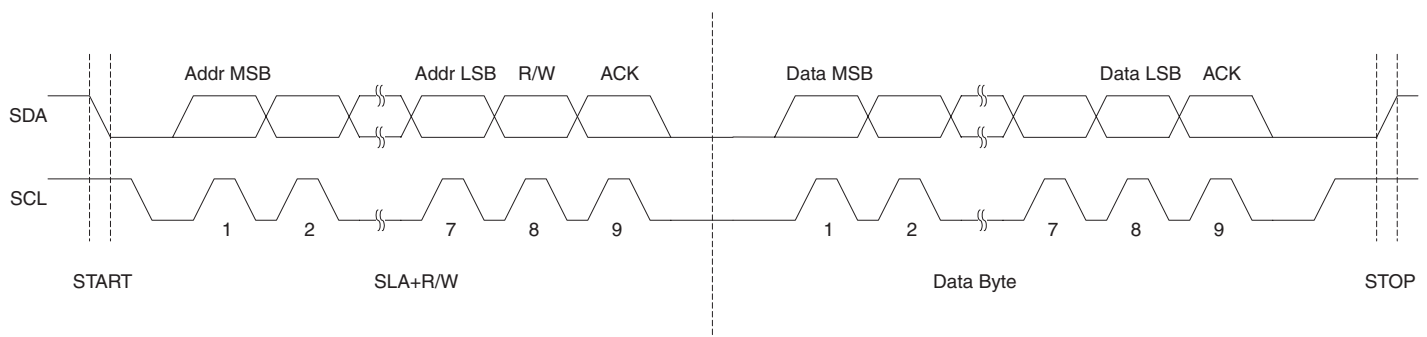 Addr MSB Addr LSB R/W ACK Data MSB Data LSB ACK
SDA
SCL
1 2 7 8 9 1 2 7 8 9
START SLA+R/W Data Byte STOP